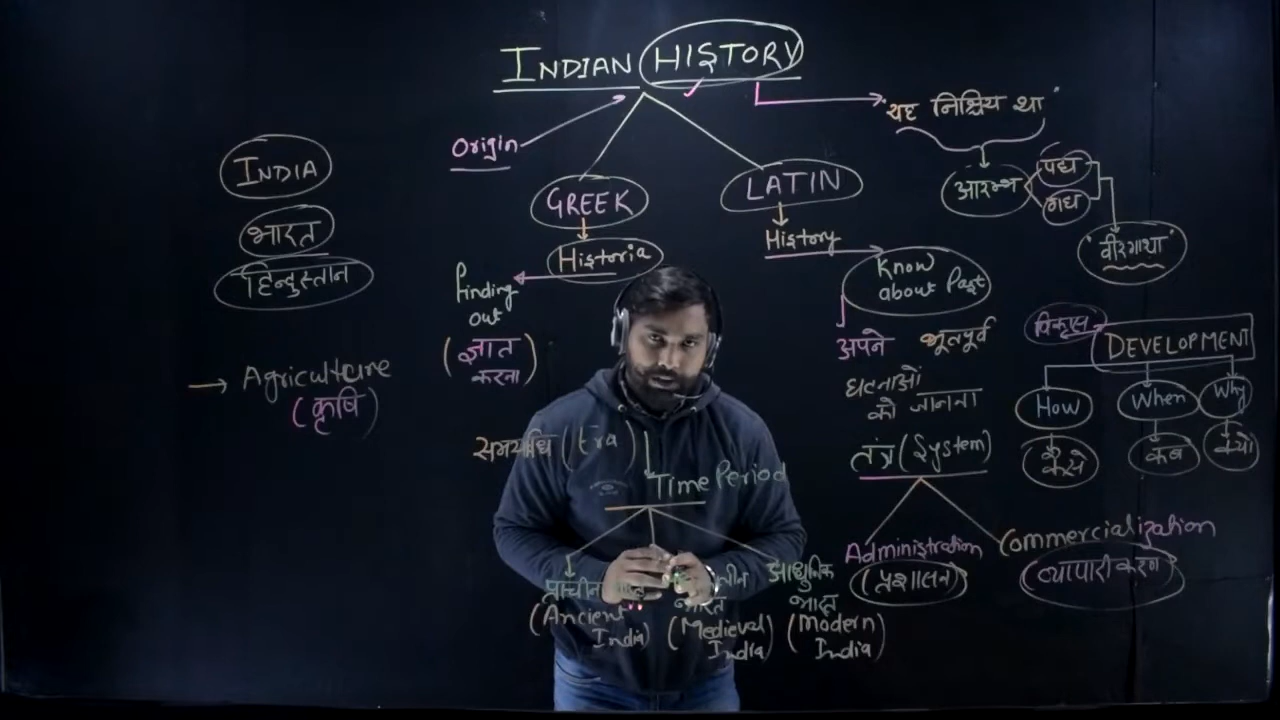 INDIAN HISTORY
Origin
यह निश्चिय था
INDIA
भारत
हिन्दुस्तान
Agriculture
(कृषि)
GREEK
Historia
Finding
out
(ज्ञात
करना)
LATIN
History
Know
about Past
अपने भूतपूर्व
घटनाओं
को जानना
तंत्र (System)
Administration
(प्रशासन)
Commercialization
(व्यापारीकरण)
आरम्भ
पद्य
गद्य
"वीरगाथा"
विकास
DEVELOPMENT
How
When
Why
कैसे
कब
क्यों
(Era)
Time Period
प्राचीन
(Ancient
India)
भारत
(Medieval
India)
आधुनिक
भारत
(Modern
India)